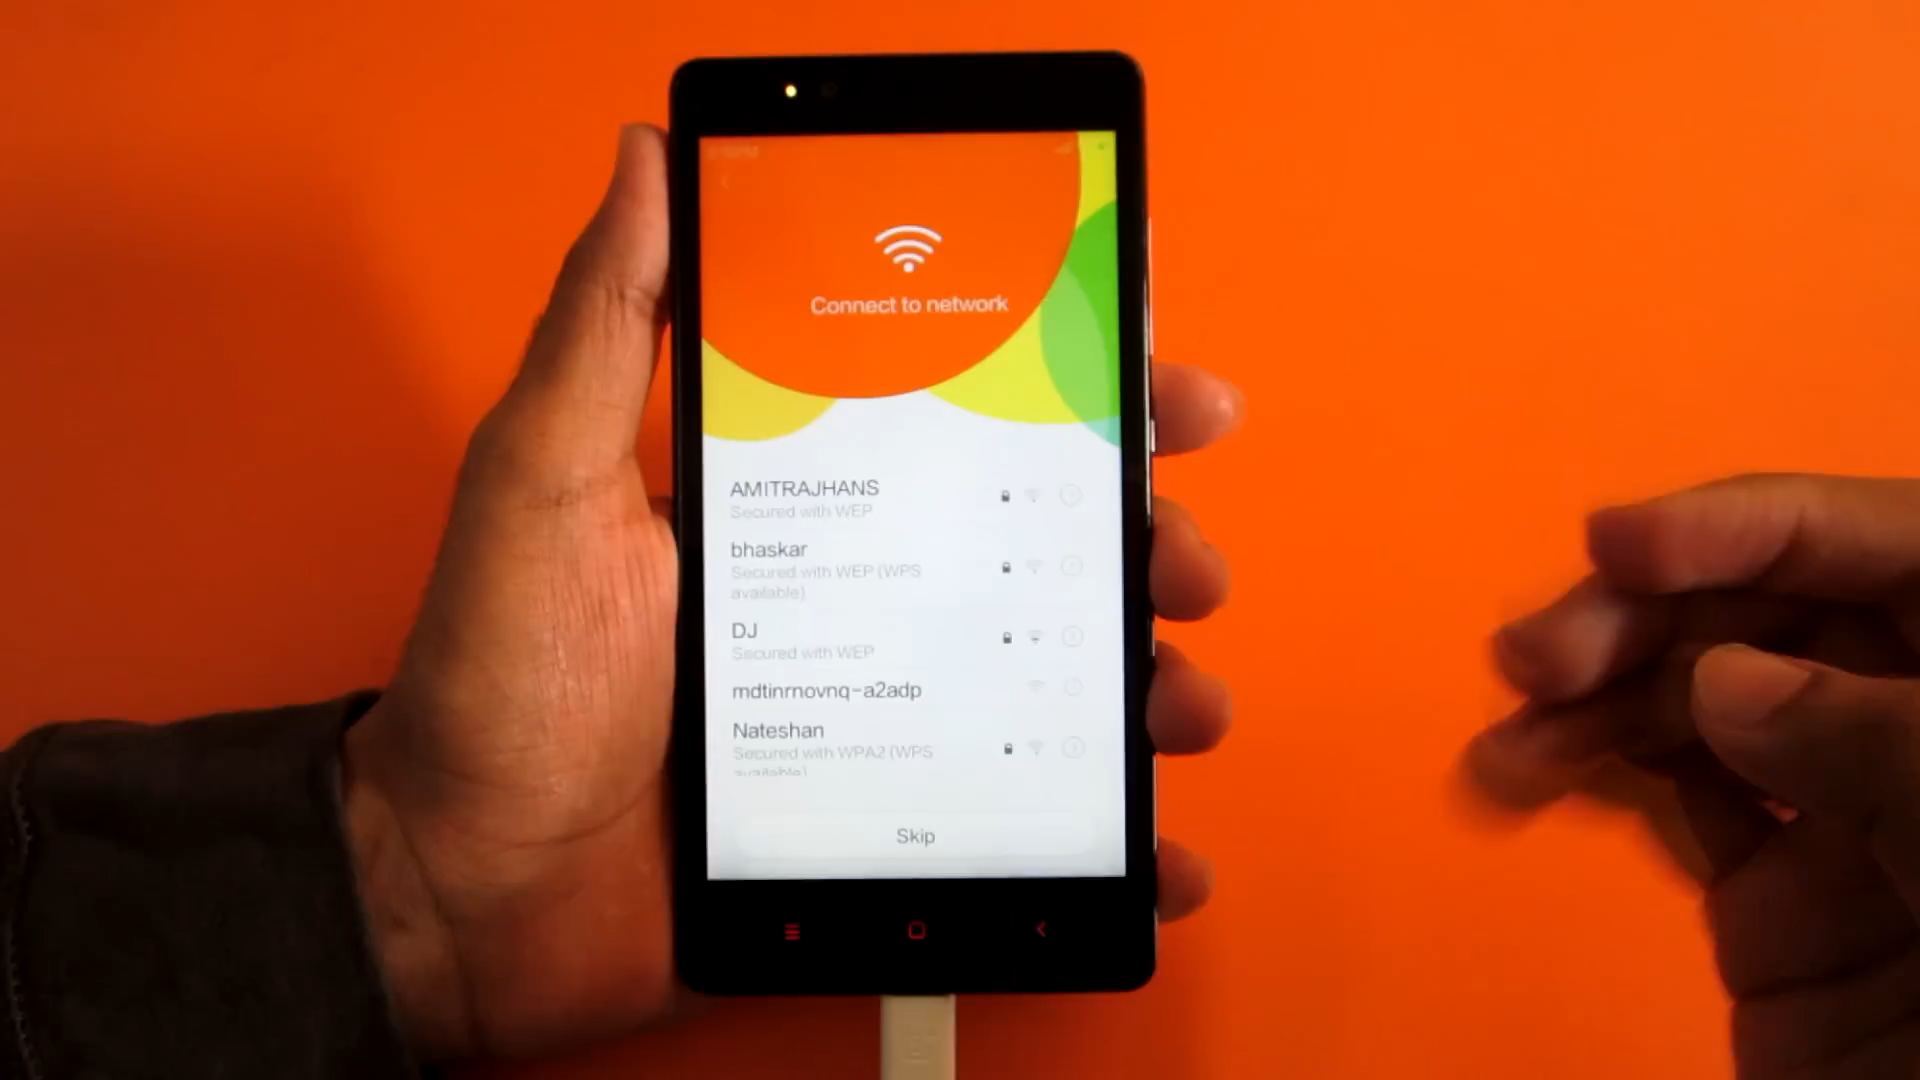 Connect to network
AMITRAJHANS
Secured with WEP
bhaskar
Secured with WEP (WPS
available)
DJ
Secured with WEP
mdtinrnovnq-a2adp
Nateshan
Secured with WPA2 (WPS
available)
Skip